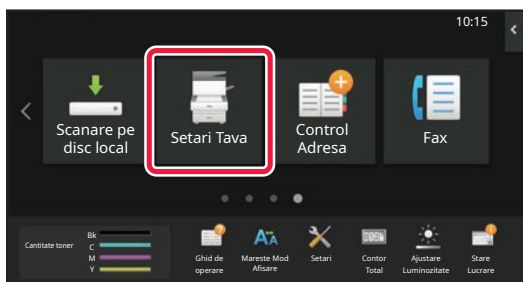 10:15
Scanare pe
disc local
Setari Tava
Control
Adresa
Fax
Cantitate toner
Bk
C
M
Y
Ghid de
operare
Mareste Mod
Afisare
Setari
Contor
Total
Ajustare
Luminozitate
Stare
Lucrare